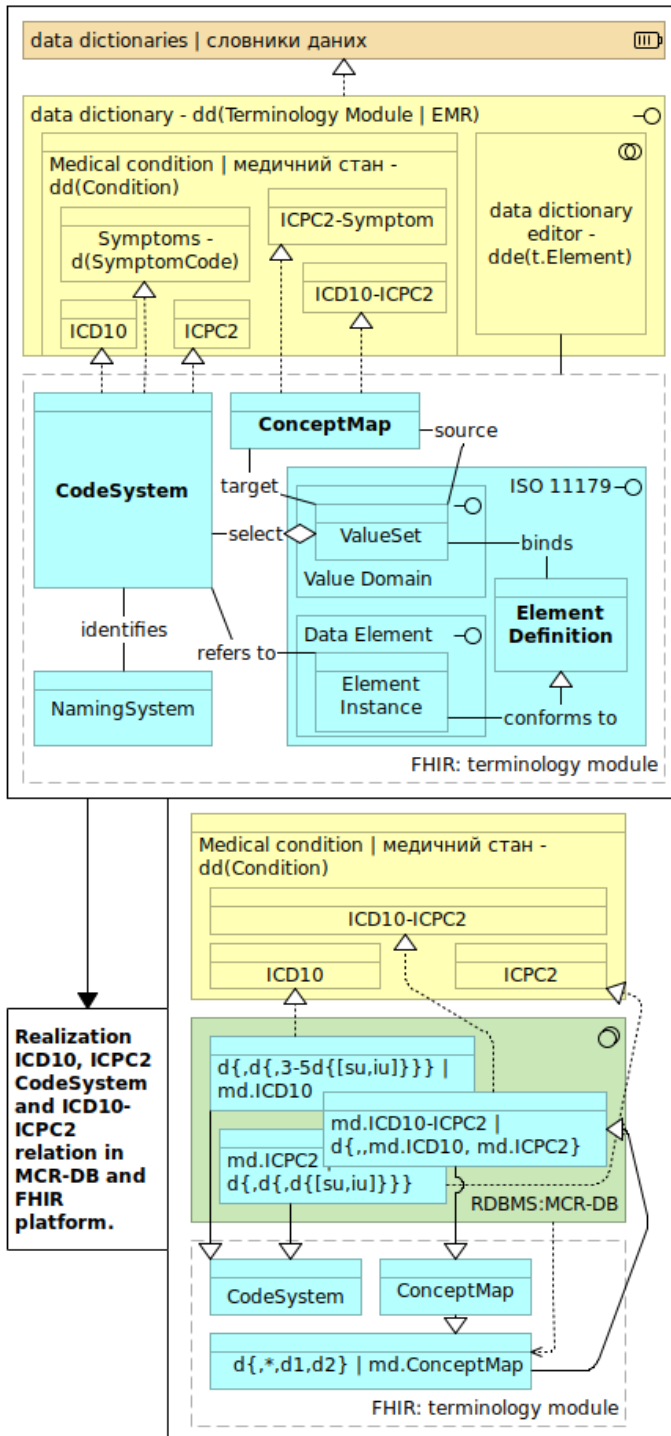 data dictionaries | словники даних
data dictionary - dd(Terminology Module | EMR)
Medical condition | медичний стан -
dd(Condition)
Symptoms -
d(SymptomCode)
ICPC2-Symptom
ICD10-ICPC2
ICD10
ICPC2
data dictionary
editor -
dde(t.Element)
CodeSystem
ConceptMap
source
target
select
ISO 11179
ValueSet
Value Domain
binds
Element
Definition
identifies
refers to
Data Element
Element
Instance
conforms to
NamingSystem
FHIR: terminology module
Medical condition | медичний стан -
dd(Condition)
ICD10-ICPC2
ICD10
ICPC2
Realization
ICD10, ICPC2
CodeSystem
and ICD10-
ICPC2
relation in
MCR-DB and
FHIR
platform.
d{,d{,3-5d{[su,iu]}}} |
md.ICD10
md.ICD10-ICPC2 |
d{,,md.ICD10, md.ICPC2}
md.ICPC2 |
d{,d{,d{[su,iu]}}}
RDBMS:MCR-DB
CodeSystem
ConceptMap
d{,*,d1,d2} | md.ConceptMap
FHIR: terminology module